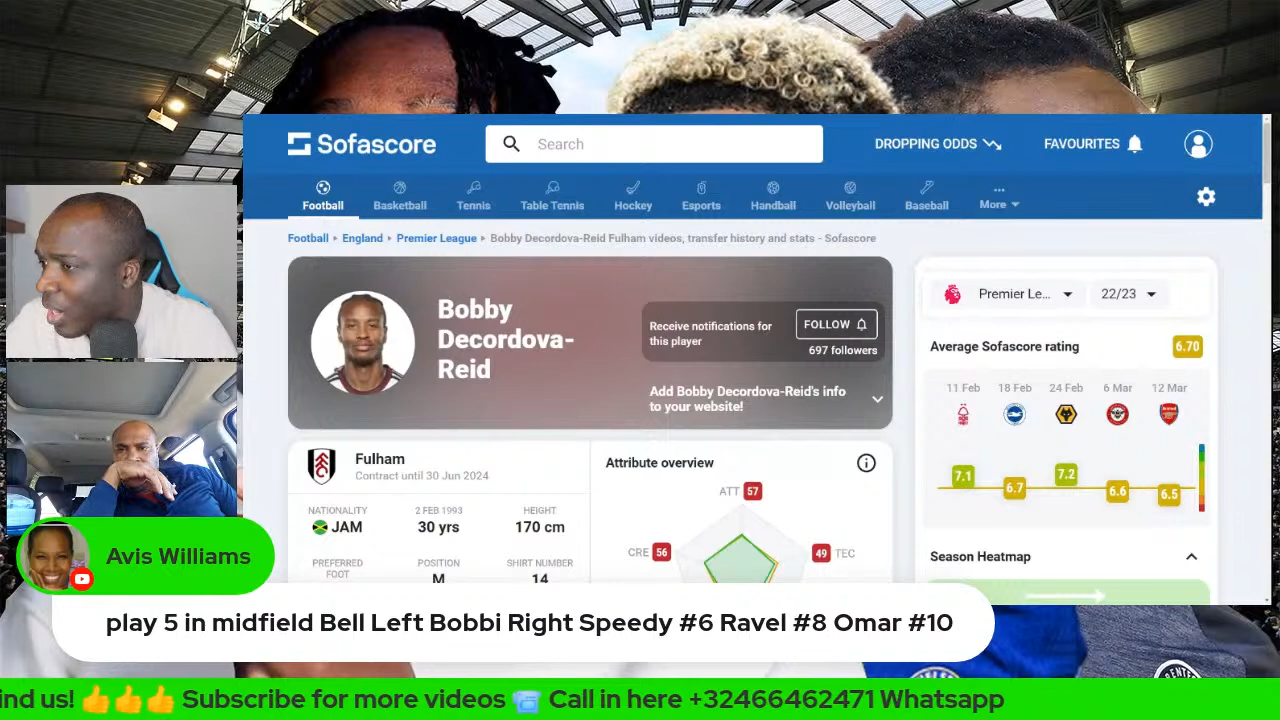 Sofascore
Search
DROPPING ODDS
FAVOURITES
Football
Basketball
Tennis
Table Tennis
Hockey
Esports
Handball
Volleyball
Baseball
More
Football England Premier League Bobby Decordova-Reid Fulham videos, transfer history and stats - Sofascore
Bobby
Decordova-
Reid
Receive notifications for
this player
FOLLOW
697 followers
Add Bobby Decordova-Reid's info
to your website!
Premier Le...
22/23
Average Sofascore rating
6.70
11 Feb
18 Feb
24 Feb
6 Mar
12 Mar
7.1
6.7
7.2
6.6
6.5
Season Heatmap
Fulham
Contract until 30 Jun 2024
NATIONALITY
JAM
2 FEB 1993
30 yrs
HEIGHT
170 cm
PREFERRED
FOOT
POSITION
M
SHIRT NUMBER
14
Attribute overview
ATT 57
CRE 56
49 TEC
Avis Williams
play 5 in midfield Bell Left Bobbi Right Speedy #6 Ravel #8 Omar #10
ind us! 👍👍👍 Subscribe for more videos Call in here +32466462471 Whatsapp